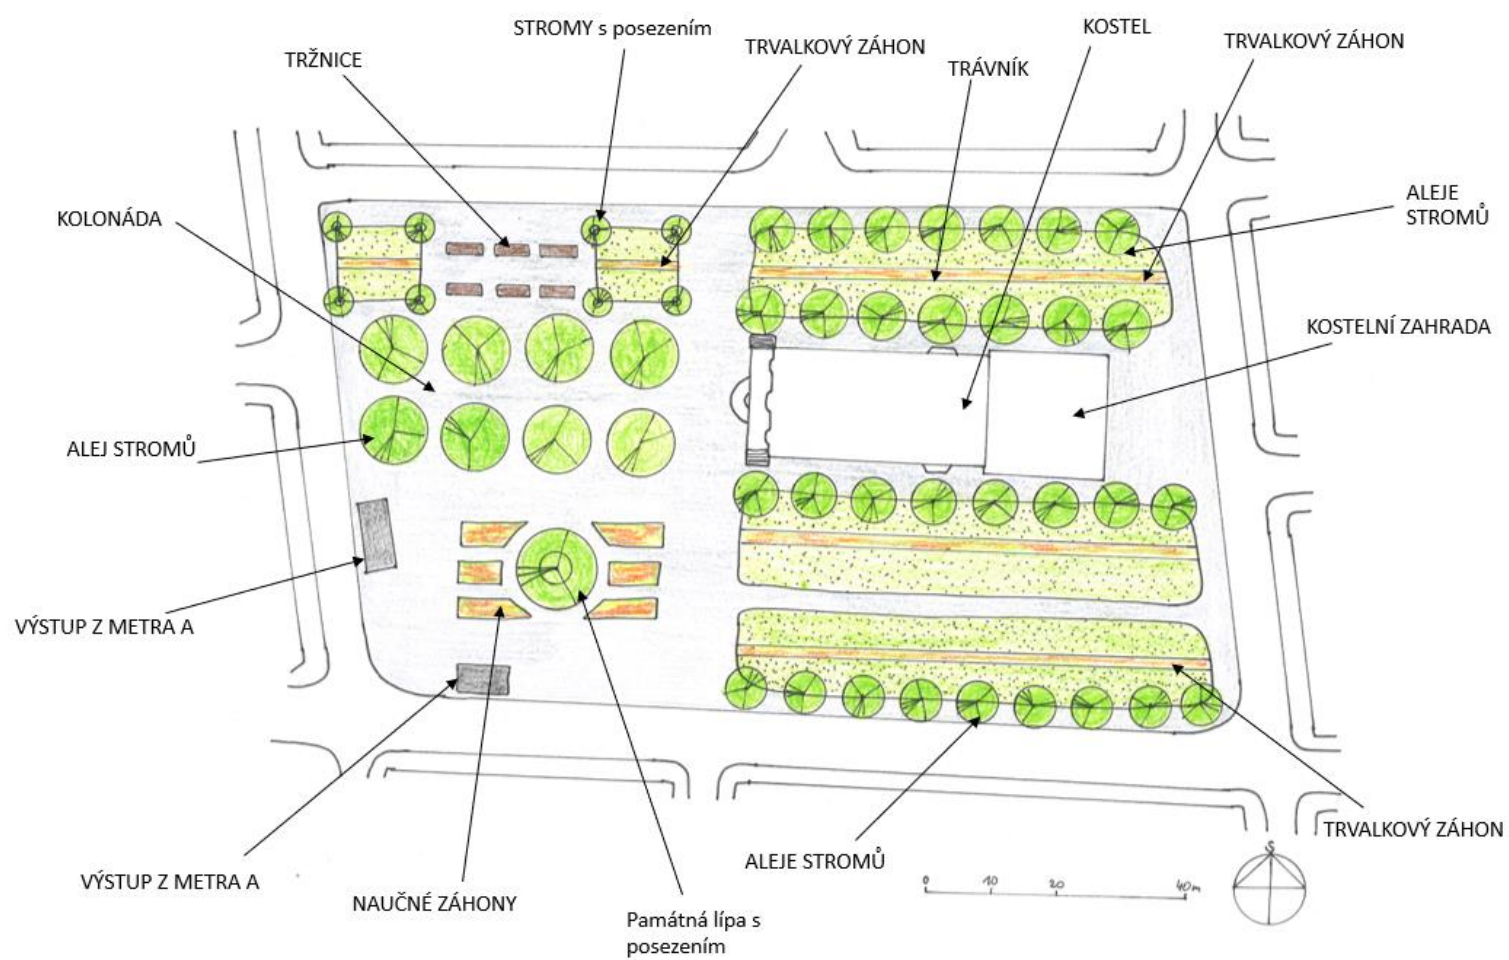 STROMY s posezením
KOSTEL
TRVALKOVÝ ZÁHON
TRVALKOVÝ ZÁHON
TRŽNICE
TRÁVNÍK
ALEJE
STROMŮ
KOLONÁDA
KOSTELNÍ ZAHRADA
ALEJ STROMŮ
VÝSTUP Z METRA A
TRVALKOVÝ ZÁHON
ALEJE STROMŮ
S
VÝSTUP Z METRA A
0 10 20 40m
NAUČNÉ ZÁHONY
Památná lípa s
posezením